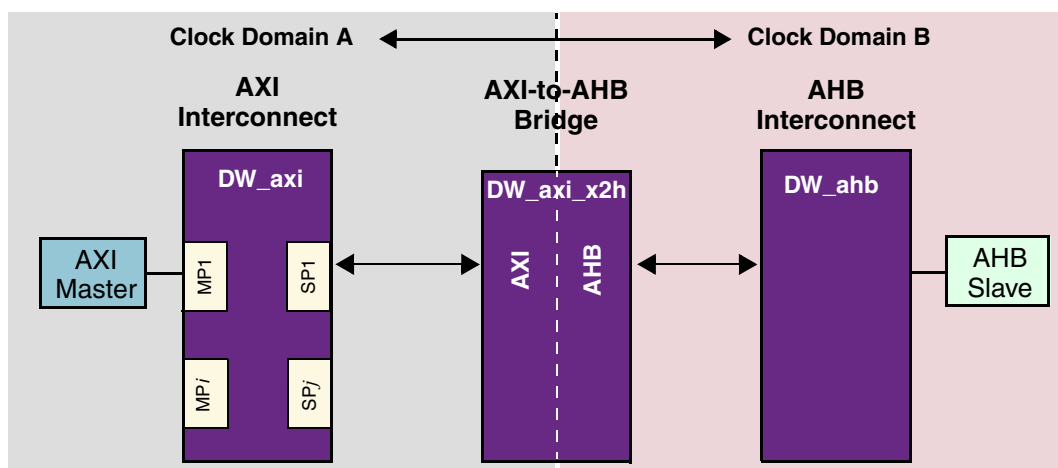 Clock Domain A
Clock Domain B
AXI
Interconnect
AXI-to-AHB
Bridge
AHB
Interconnect
DW_axi
DW_axi_x2h
DW_ahb
AXI
Master
MP1
SP1
AXI
AHB
AHB
Slave
MPi
SPj